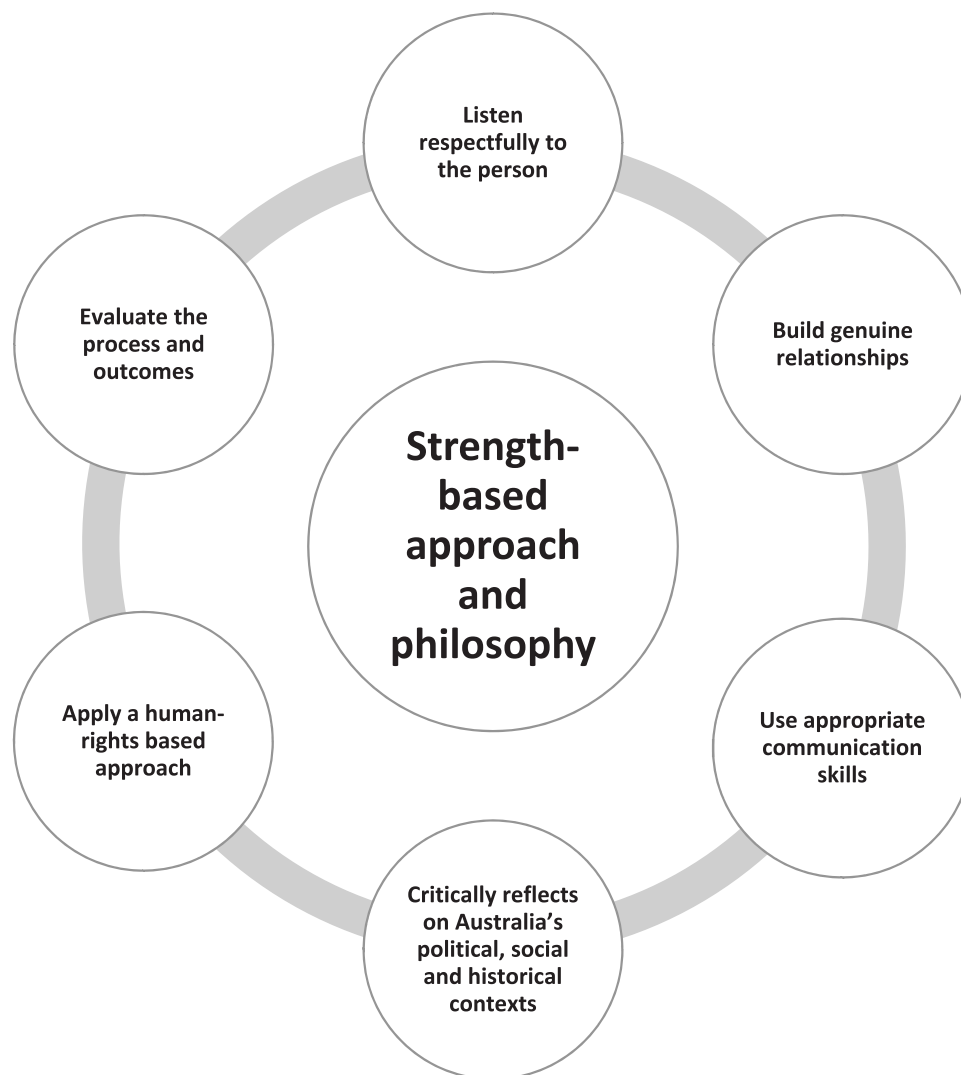 Listen
respectfully to
the person
Build genuine
relationships
Use appropriate
communication
skills
Critically reflects
on Australia’s
political, social
and historical
contexts
Apply a human-
rights based
approach
Evaluate the
process and
outcomes
Strength-
based
approach
and
philosophy